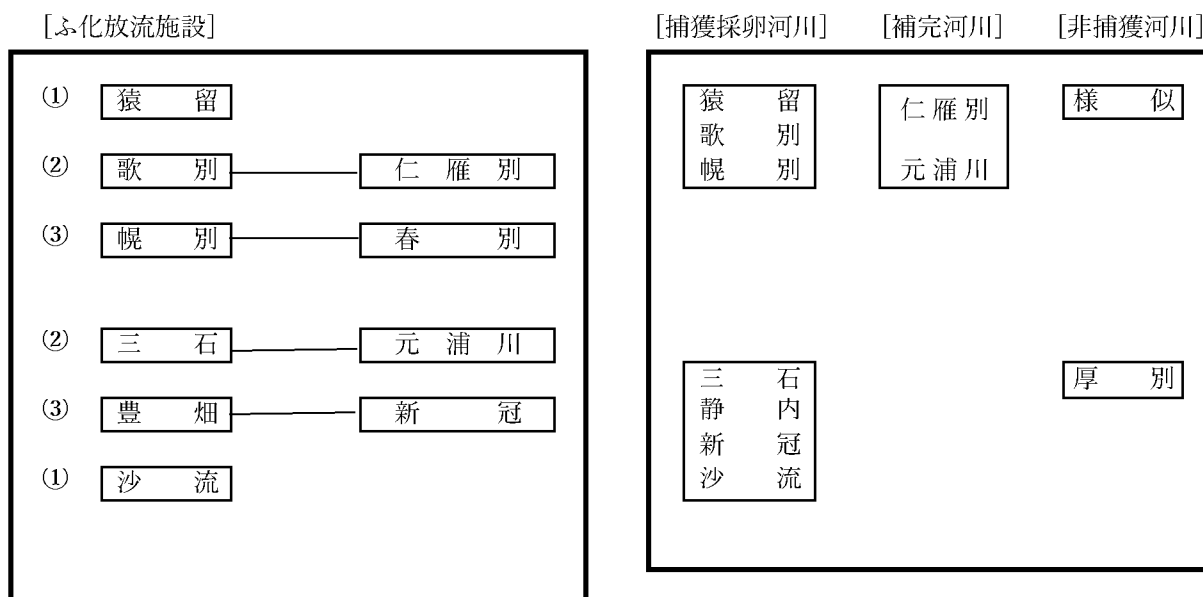 [ふ化放流施設]
(1) 猿留
(2) 歌別 仁雁別
(3) 幌別 春別
(2) 三石 元浦川
(3) 豊畑 新冠
(1) 沙流
[捕獲採卵河川] [補完河川] [非捕獲河川]
猿留 仁雁別 様似
歌別
幌別 元浦川
三石 厚別
静内
新冠
沙流